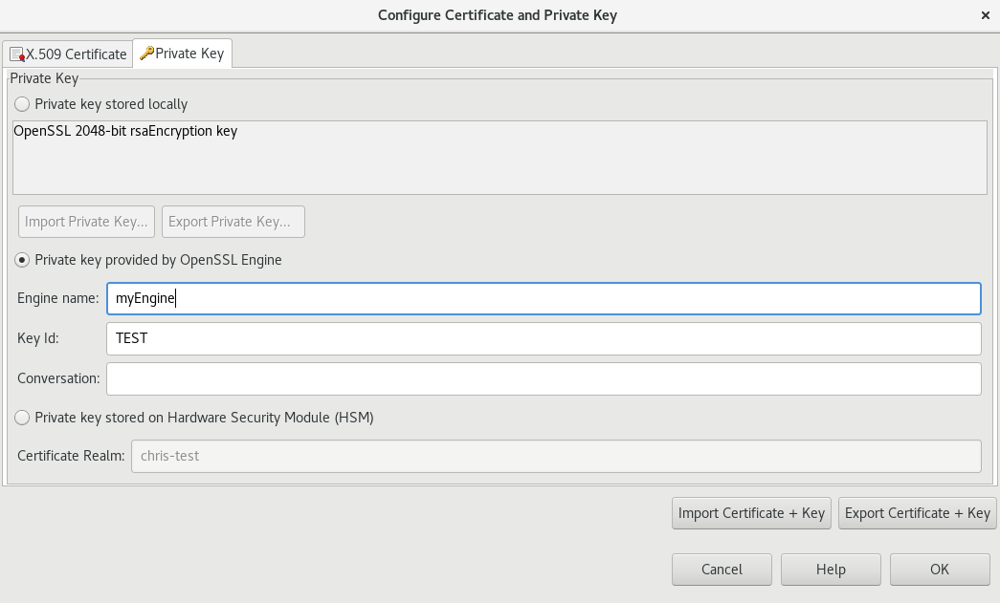 Configure Certificate and Private Key ×
X.509 Certificate Private Key
Private Key
Private key stored locally
OpenSSL 2048-bit rsaEncryption key
Import Private Key... Export Private Key...
Private key provided by OpenSSL Engine
Engine name: myEngine
Key Id: TEST
Conversation:
Private key stored on Hardware Security Module (HSM)
Certificate Realm: chris-test
Import Certificate + Key Export Certificate + Key
Cancel Help OK